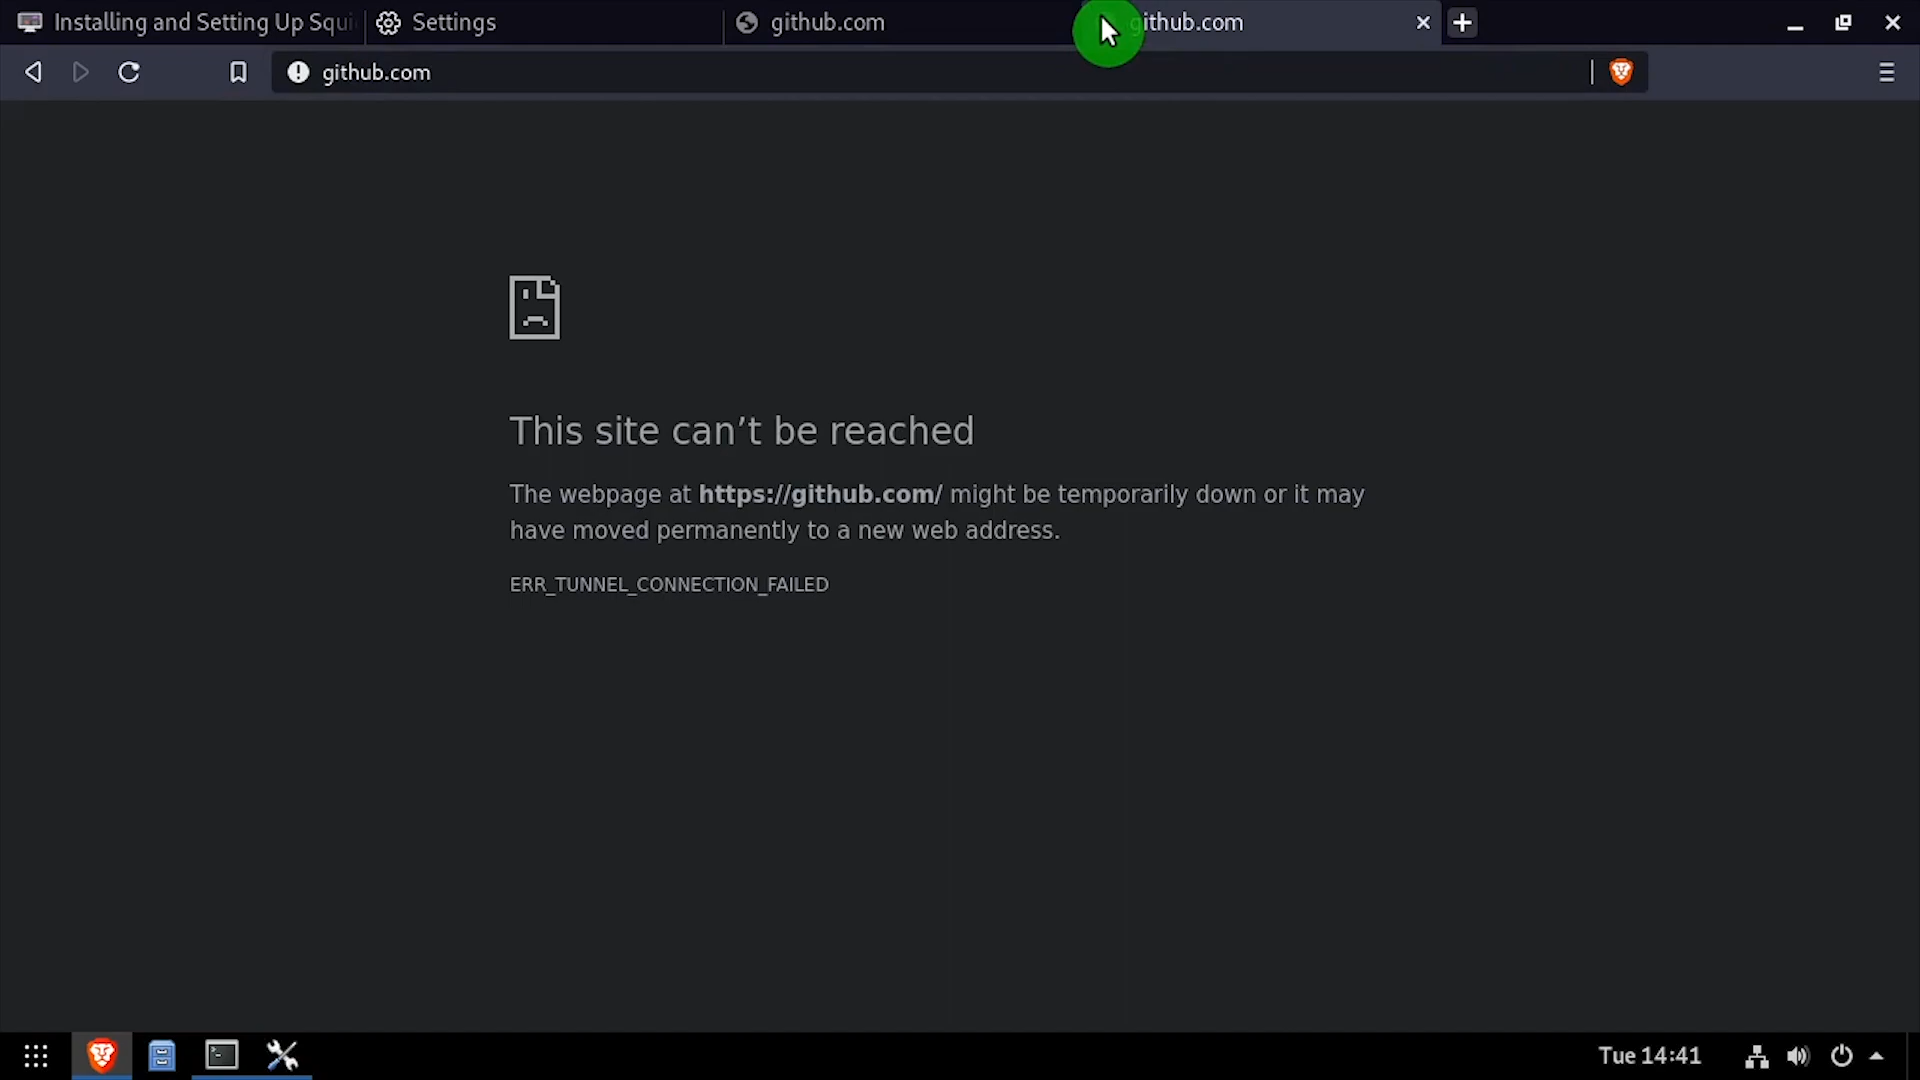 Installing and Setting Up Squi
Settings
github.com
github.com
github.com
This site can’t be reached
The webpage at https://github.com/ might be temporarily down or it may
have moved permanently to a new web address.
ERR_TUNNEL_CONNECTION_FAILED
Tue 14:41